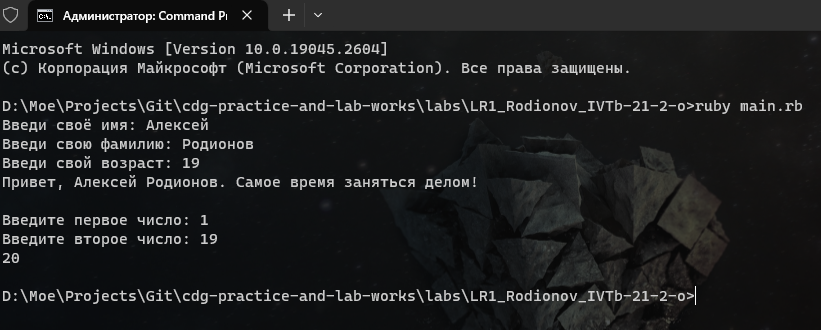 Администратор: Command Pr
Microsoft Windows [Version 10.0.19045.2604]
(c) Корпорация Майкрософт (Microsoft Corporation). Все права защищены.
D:\Moe\Projects\Git\cdg-practice-and-lab-works\labs\LR1_Rodionov_IVTb-21-2-o>ruby main.rb
Введи своё имя: Алексей
Введи свою фамилию: Родионов
Введи свой возраст: 19
Привет, Алексей Родионов. Самое время заняться делом!
Введите первое число: 1
Введите второе число: 19
20
D:\Moe\Projects\Git\cdg-practice-and-lab-works\labs\LR1_Rodionov_IVTb-21-2-o>